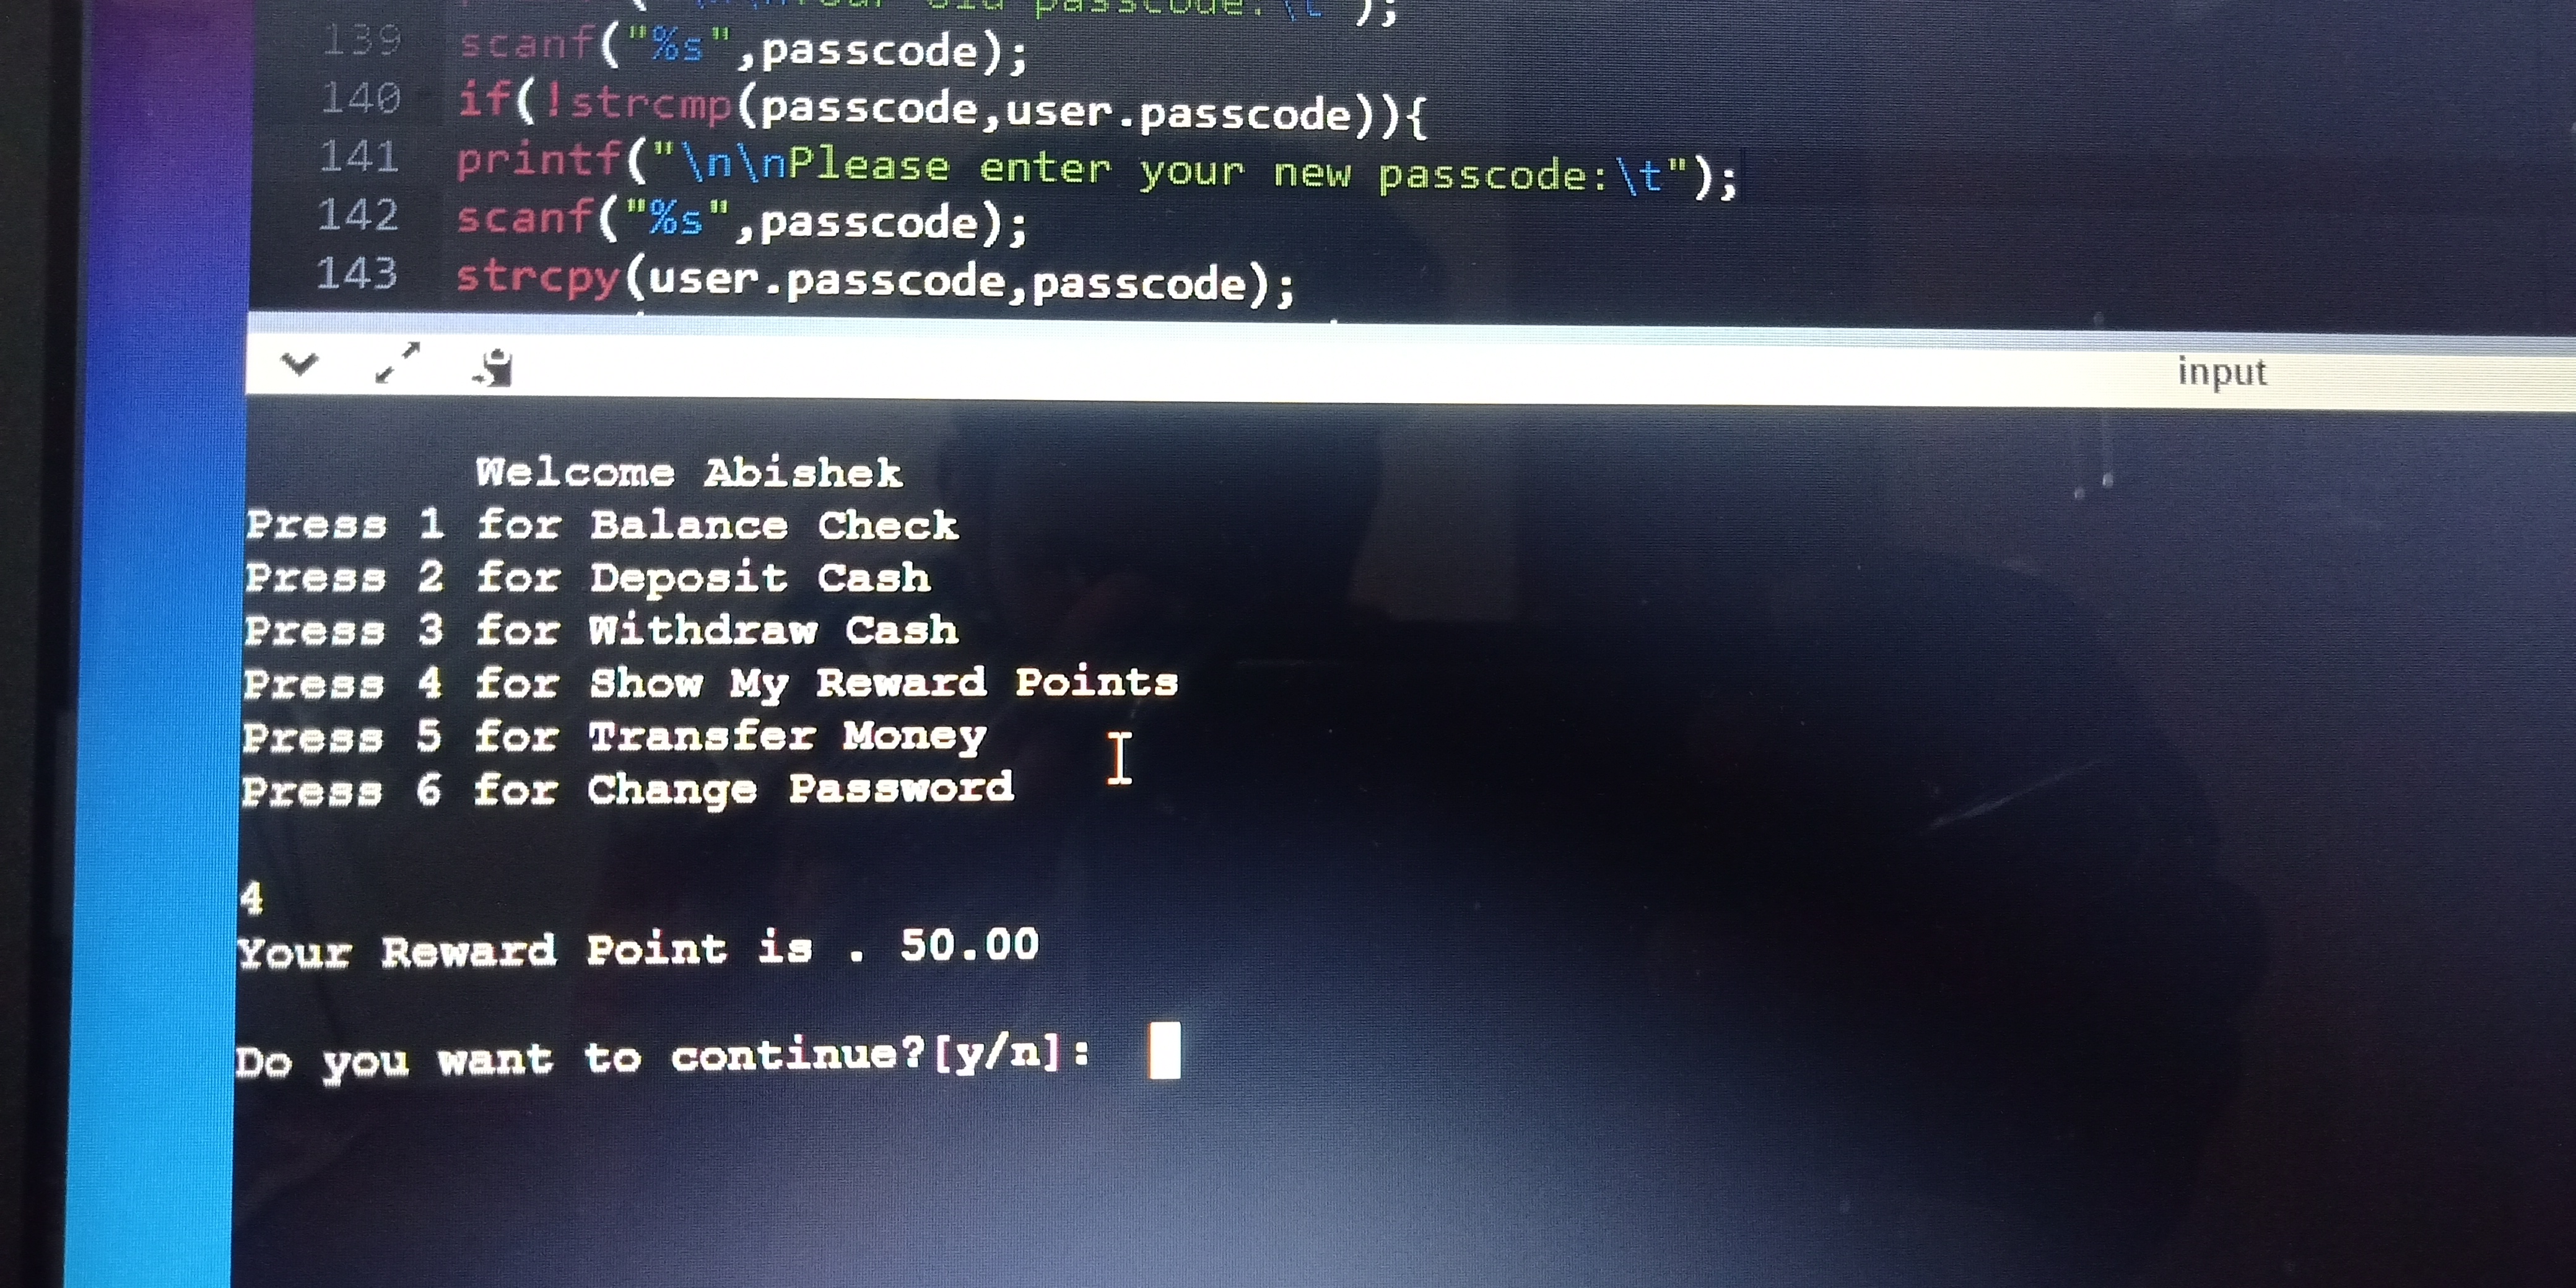 passcode:\t");
139 scanf("%s",passcode);
140 if(!strcmp(passcode,user.passcode)){
141 printf("\n\nPlease enter your new passcode:\t");
142 scanf("%s",passcode);
143 strcpy(user.passcode,passcode);
input
Welcome Abishek
Press 1 for Balance Check
Press 2 for Deposit Cash
Press 3 for Withdraw Cash
Press 4 for Show My Reward Points
Press 5 for Transfer Money
Press 6 for Change Password
4
Your Reward Point is . 50.00
Do you want to continue?[y/n]: